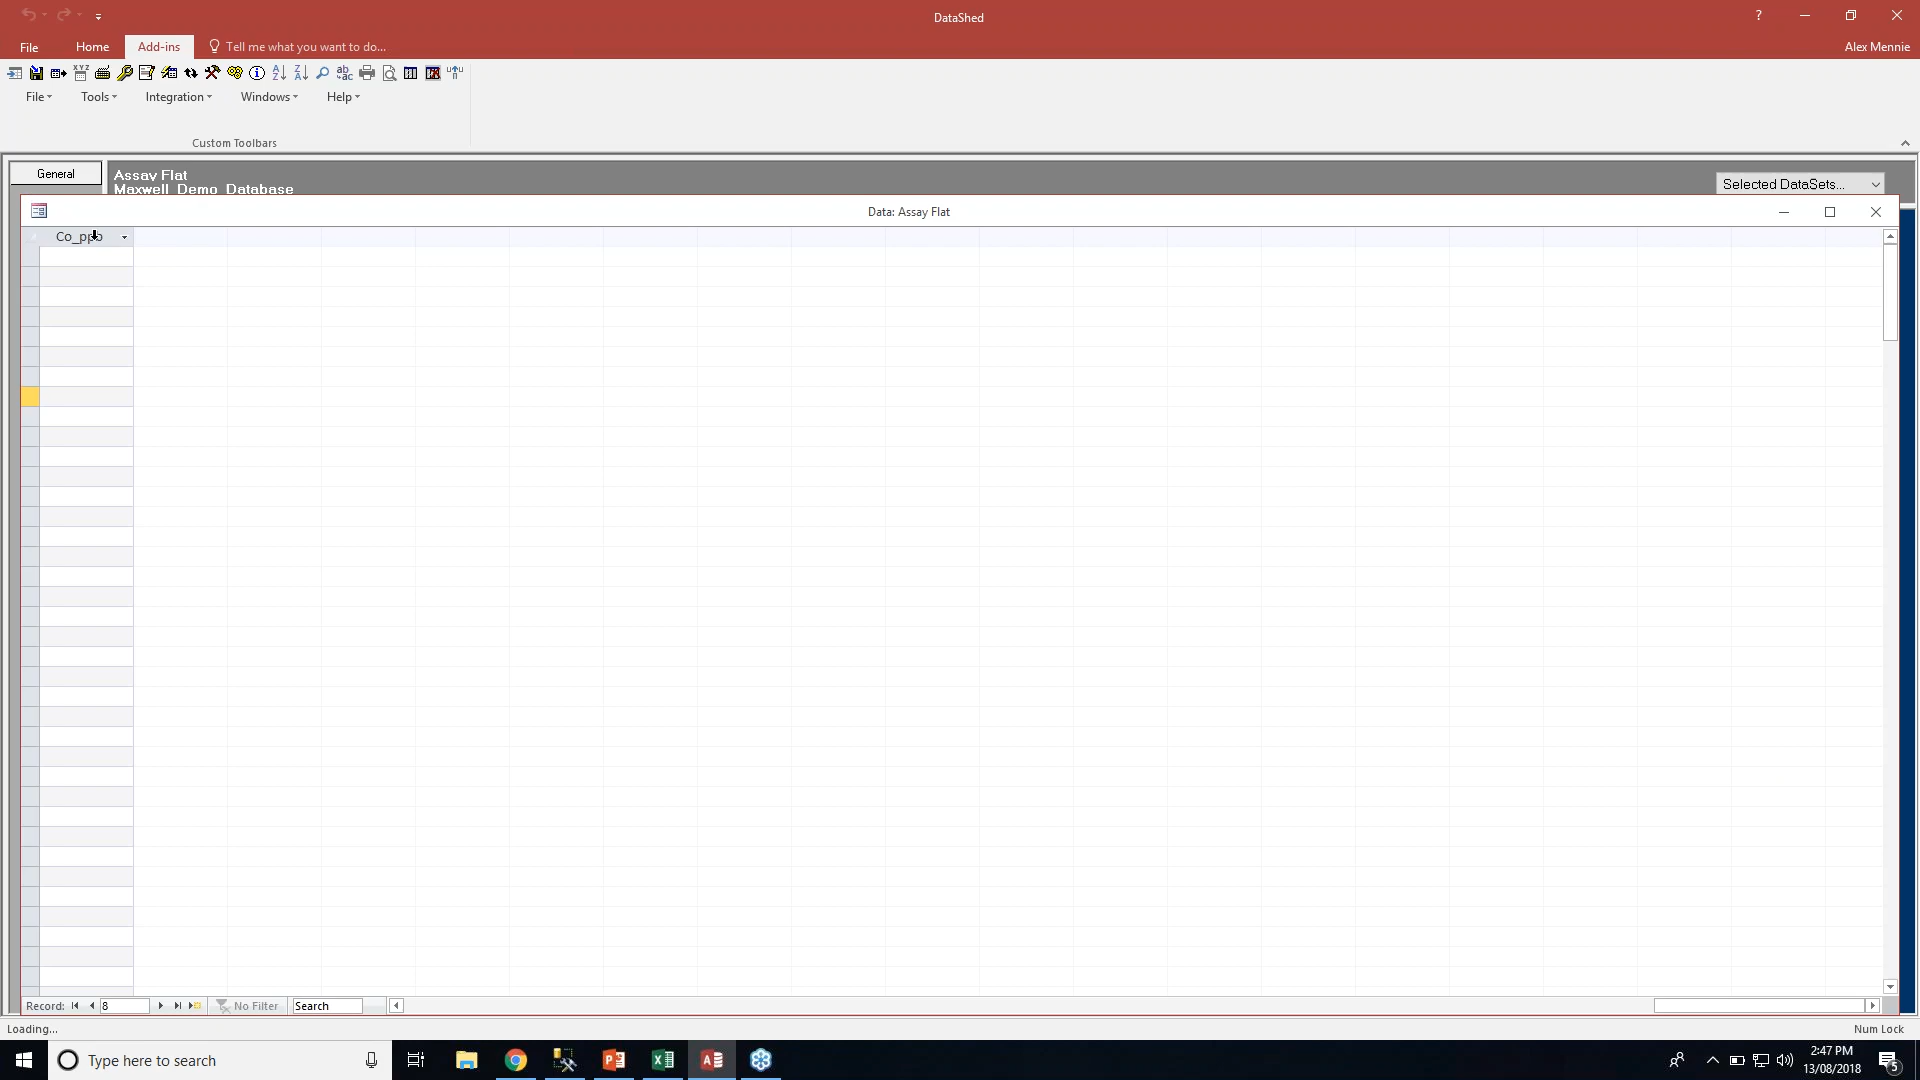 DataShed
?
File Home Add-ins Tell me what you want to do... Alex Mennie
File Tools Integration Windows Help
Custom Toolbars
General
Assay Flat
Maxwell_Demo_Database
Selected DataSets...
Data: Assay Flat
Co_ppb
Record: 8 No Filter Search
Loading... Num Lock
Type here to search
2:47 PM
13/08/2018
5